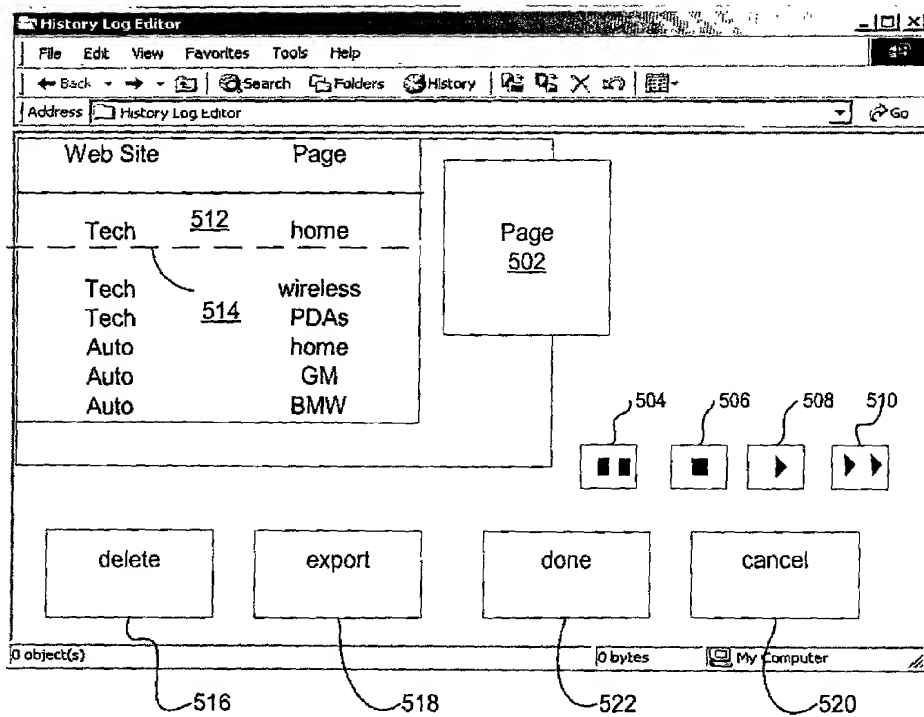 History Log Editor
File Edit View Favorites Tools Help
Back Search Folders History
Address History Log Editor Go
Web Site Page
Tech 512 home
Tech wireless
Tech 514 PDAs
Auto home
Auto GM
Auto BMW
Page
502
504 506 508 510
delete export done cancel
0 object(s) 0 bytes My Computer
516 518 522 520